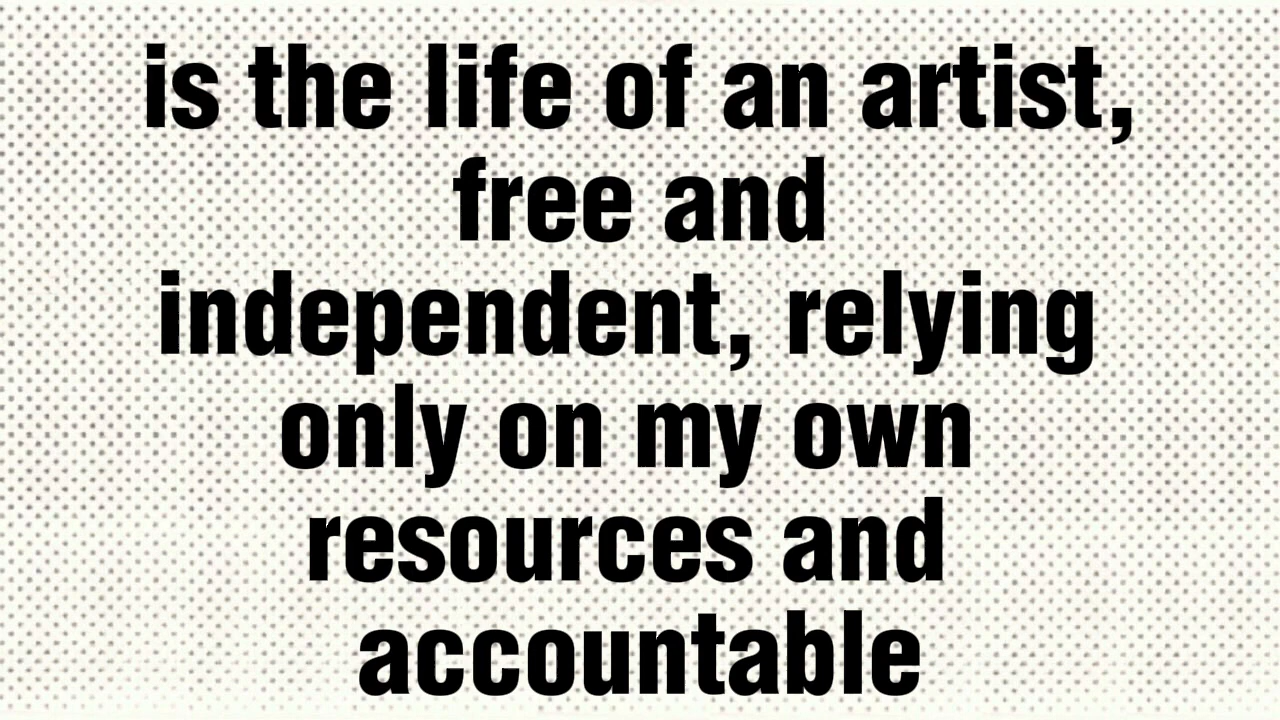 is the life of an artist,
free and
independent, relying
only on my own
resources and
accountable